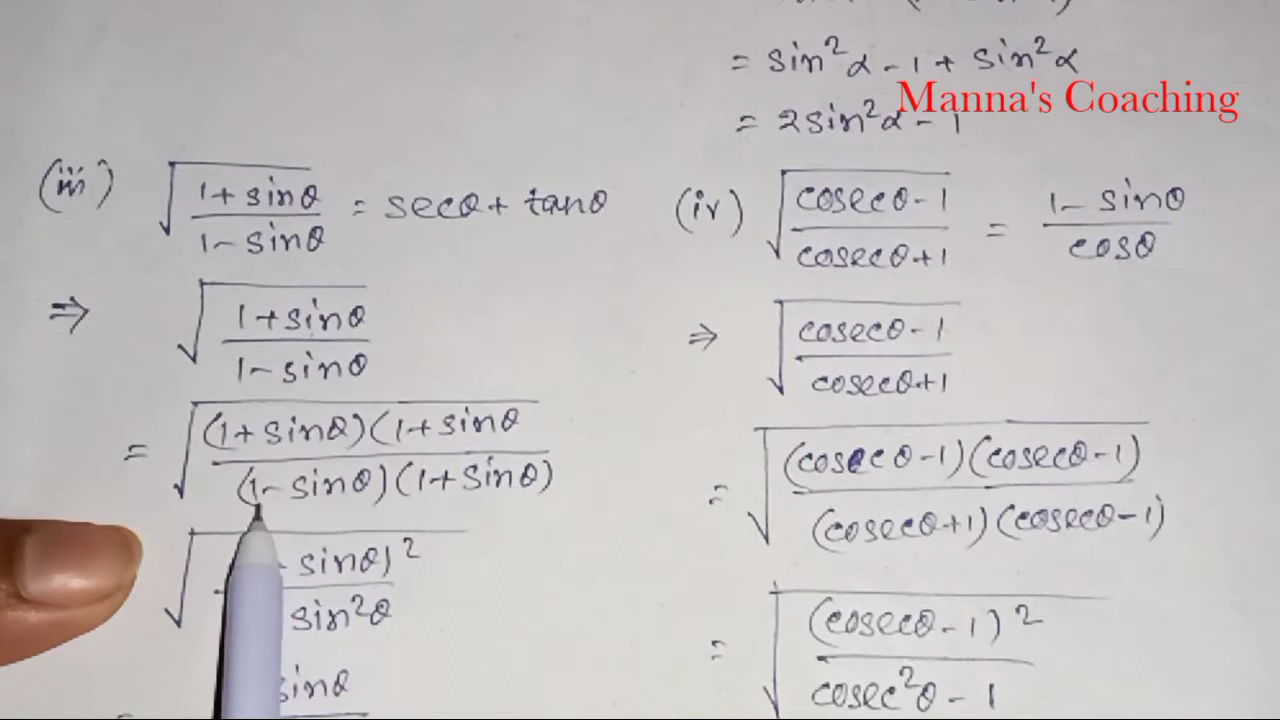 = sin²α - 1 + sin²α
Manna's Coaching
= 2sin²α - 1
(iii) √((1+sinθ)/(1-sinθ)) = secθ + tanθ
⇒ √((1+sinθ)/(1-sinθ))
= √((1+sinθ)(1+sinθ/(1-sinθ)(1+sinθ))
√(sinθ)²/sin²θ
sinθ
(iv) √((cosecθ-1)/(cosecθ+1)) = (1-sinθ)/cosθ
⇒ √((cosecθ-1)/(cosecθ+1))
= √((cosecθ-1)(cosecθ-1)/(cosecθ+1)(cosecθ-1))
= √((cosecθ-1)²/(cosec²θ-1))